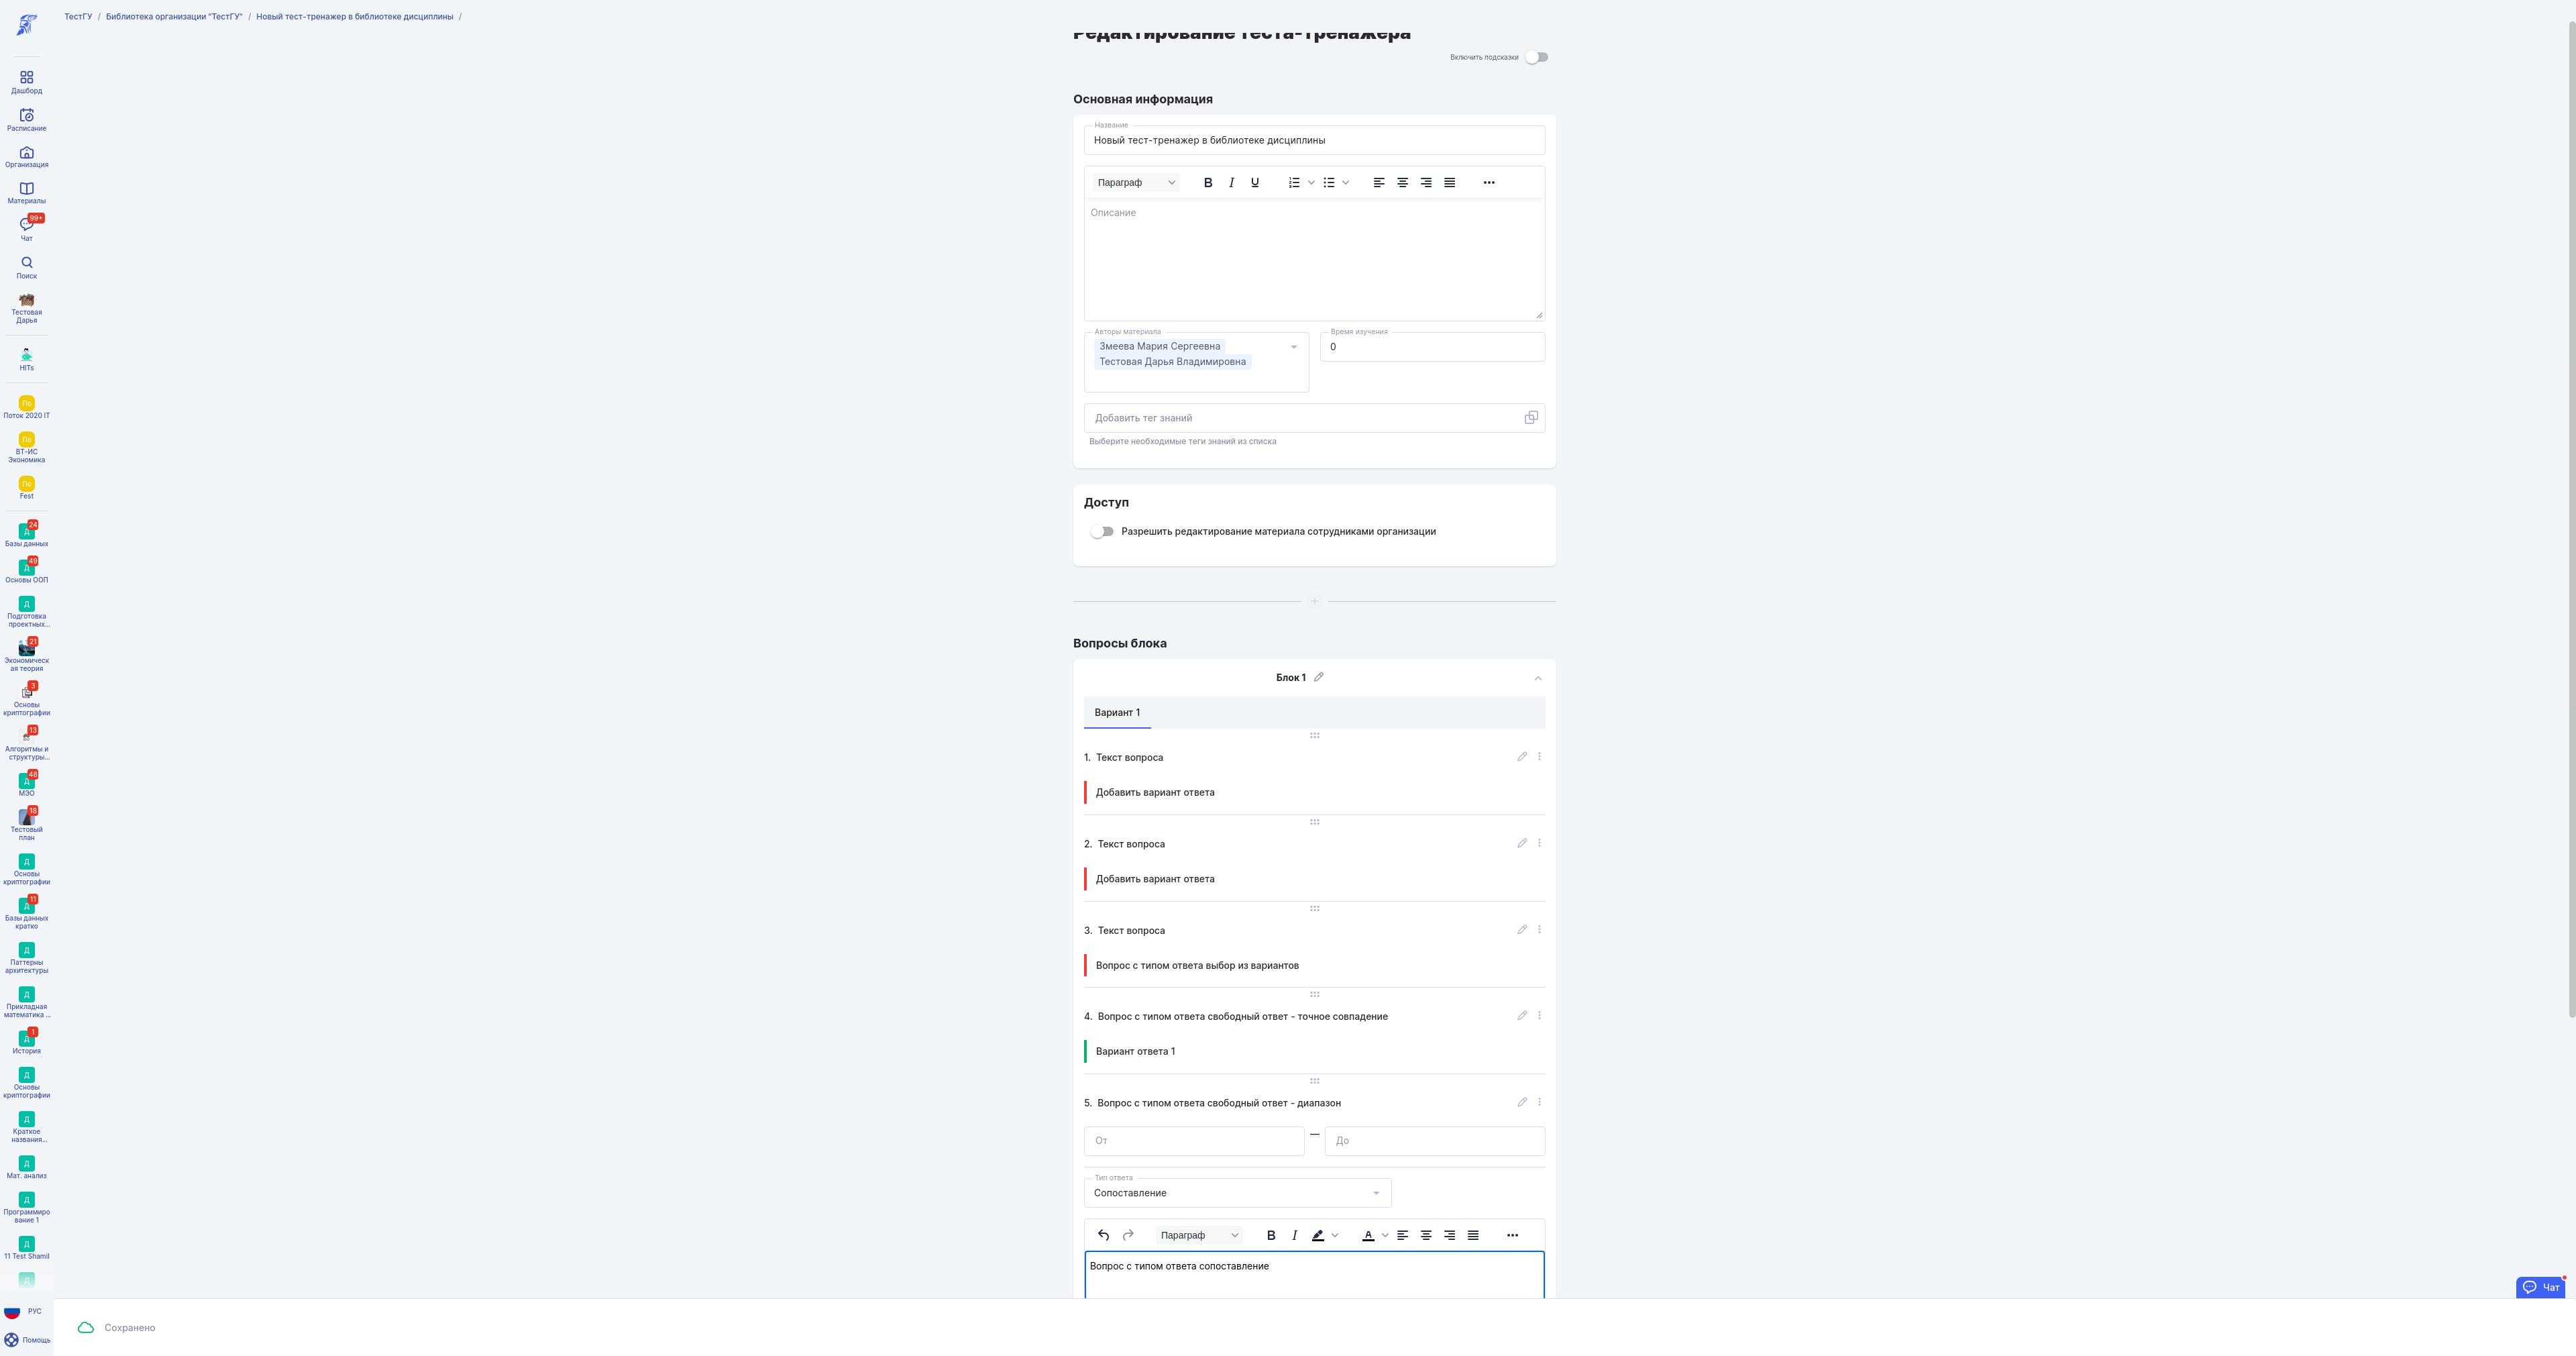 ТестГУ / Библиотека организации "ТестГУ" / Новый тест-тренажер в библиотеке дисциплины /
Редактирование теста-тренажера
Включить подсказки
Дашборд
Расписание
Организация
Материалы
99+
Чат
Поиск
Тестовая
Дарья
HITs
По
Поток 2020 IT
По
ВТ-ИС
Экономика
По
Fest
24
Д
Базы данных
49
Д
Основы ООП
Д
Подготовка
проектных...
21
Экономическ
ая теория
3
Основы
криптографии
13
Алгоритмы и
структуры...
48
Д
МЭО
18
Тестовый
план
Д
Основы
криптографии
11
Д
Базы данных
кратко
Д
Паттерны
архитектуры
Д
Прикладная
математика ...
1
Д
История
Д
Основы
криптографии
Д
Краткое
названия...
Д
Мат. анализ
Д
Программиро
вание 1
Д
11 Test Shamil
Д
РУС
Помощь
Основная информация
Название
Новый тест-тренажер в библиотеке дисциплины
Параграф
B I U
Описание
Авторы материала
Змеева Мария Сергеевна
Тестовая Дарья Владимировна
Время изучения
0
Добавить тег знаний
Выберите необходимые теги знаний из списка
Доступ
Разрешить редактирование материала сотрудниками организации
Вопросы блока
Блок 1
Вариант 1
1. Текст вопроса
Добавить вариант ответа
2. Текст вопроса
Добавить вариант ответа
3. Текст вопроса
Вопрос с типом ответа выбор из вариантов
4. Вопрос с типом ответа свободный ответ - точное совпадение
Вариант ответа 1
5. Вопрос с типом ответа свободный ответ - диапазон
От — До
Тип ответа
Сопоставление
Параграф
B I A
Вопрос с типом ответа сопоставление
Чат
Сохранено